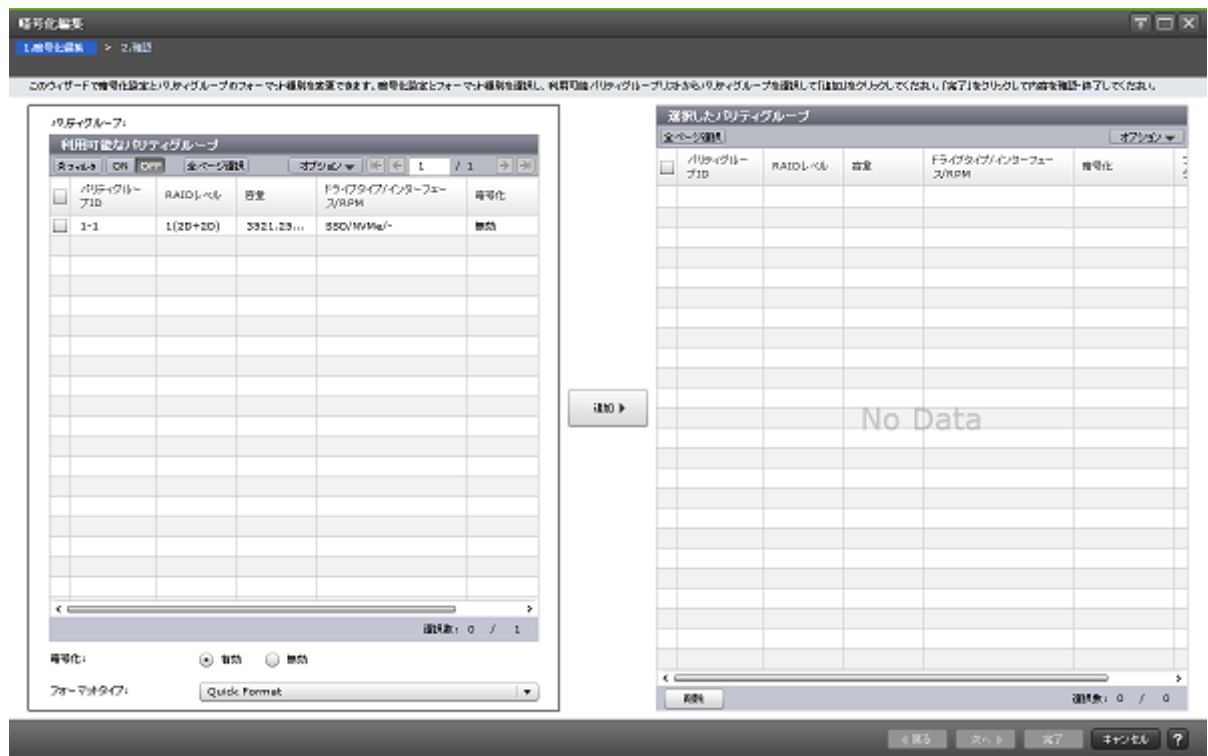 暗号化編集
1.暗号化編集 > 2.確認
このウィザードで暗号化設定とパリティグループのフォーマット種別を変更できます。暗号化設定とフォーマット種別を選択し、利用可能パリティグループリストからパリティグループを選択して「追加」をクリックしてください。「完了」をクリックして内容を確認・終了してください。
パリティグループ:
利用可能なパリティグループ
全フィルタ ON OFF 全ページ選択 オプション 1 / 1
パリティグループID RAIDレベル 容量 ドライブタイプ/インターフェース/RPM 暗号化
1-1 1(2D+2D) 3321.23... SSD/NVMe/- 無効
選択数: 0 / 1
暗号化: 有効 無効
フォーマットタイプ: Quick Format
追加
選択したパリティグループ
全ページ選択 オプション
パリティグループID RAIDレベル 容量 ドライブタイプ/インターフェース/RPM 暗号化
No Data
削除 選択数: 0 / 0
戻る 次へ 完了 キャンセル ?